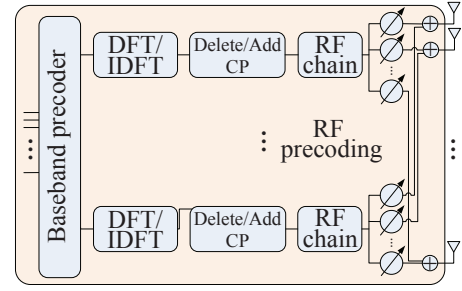 Baseband precoder
DFT/
IDFT
Delete/Add
CP
RF
chain
RF
precoding
DFT/
IDFT
Delete/Add
CP
RF
chain